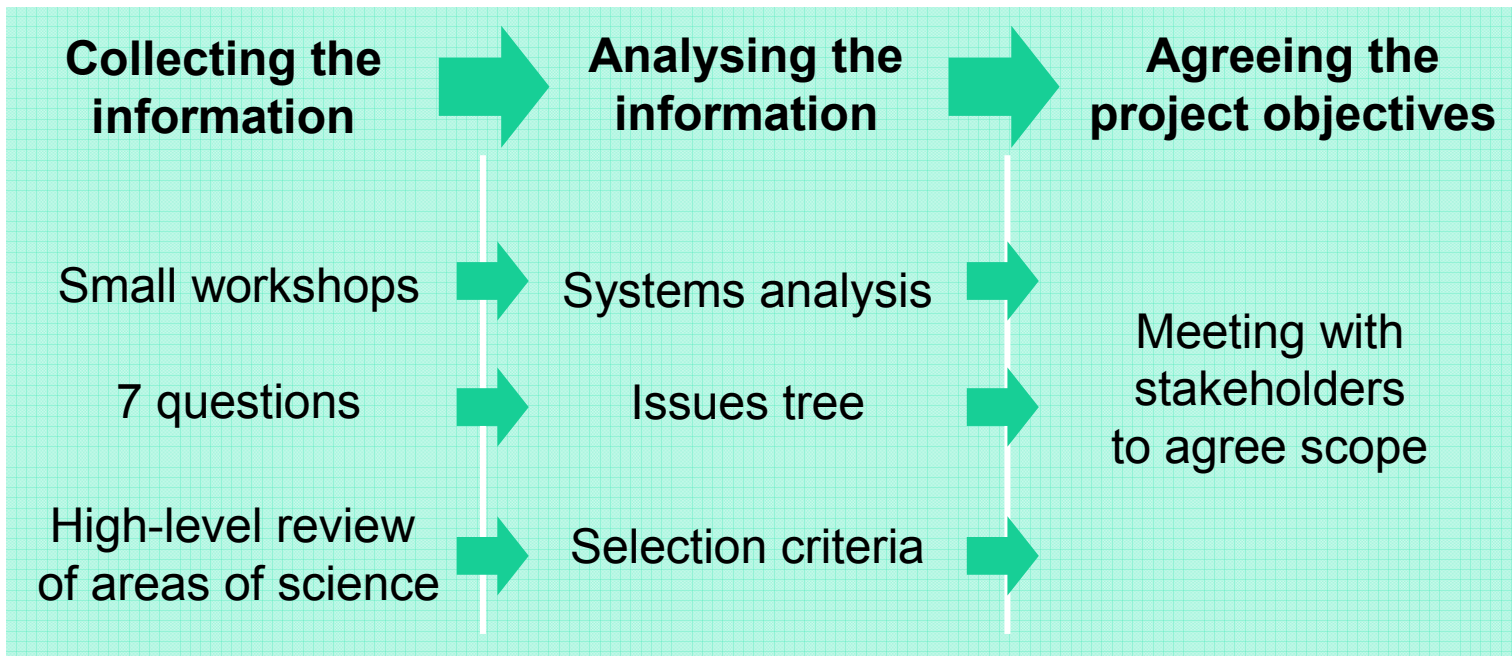 Collecting the
information
Analysing the
information
Agreeing the
project objectives
Small workshops
Systems analysis
7 questions
Issues tree
Meeting with
stakeholders
to agree scope
High-level review
of areas of science
Selection criteria